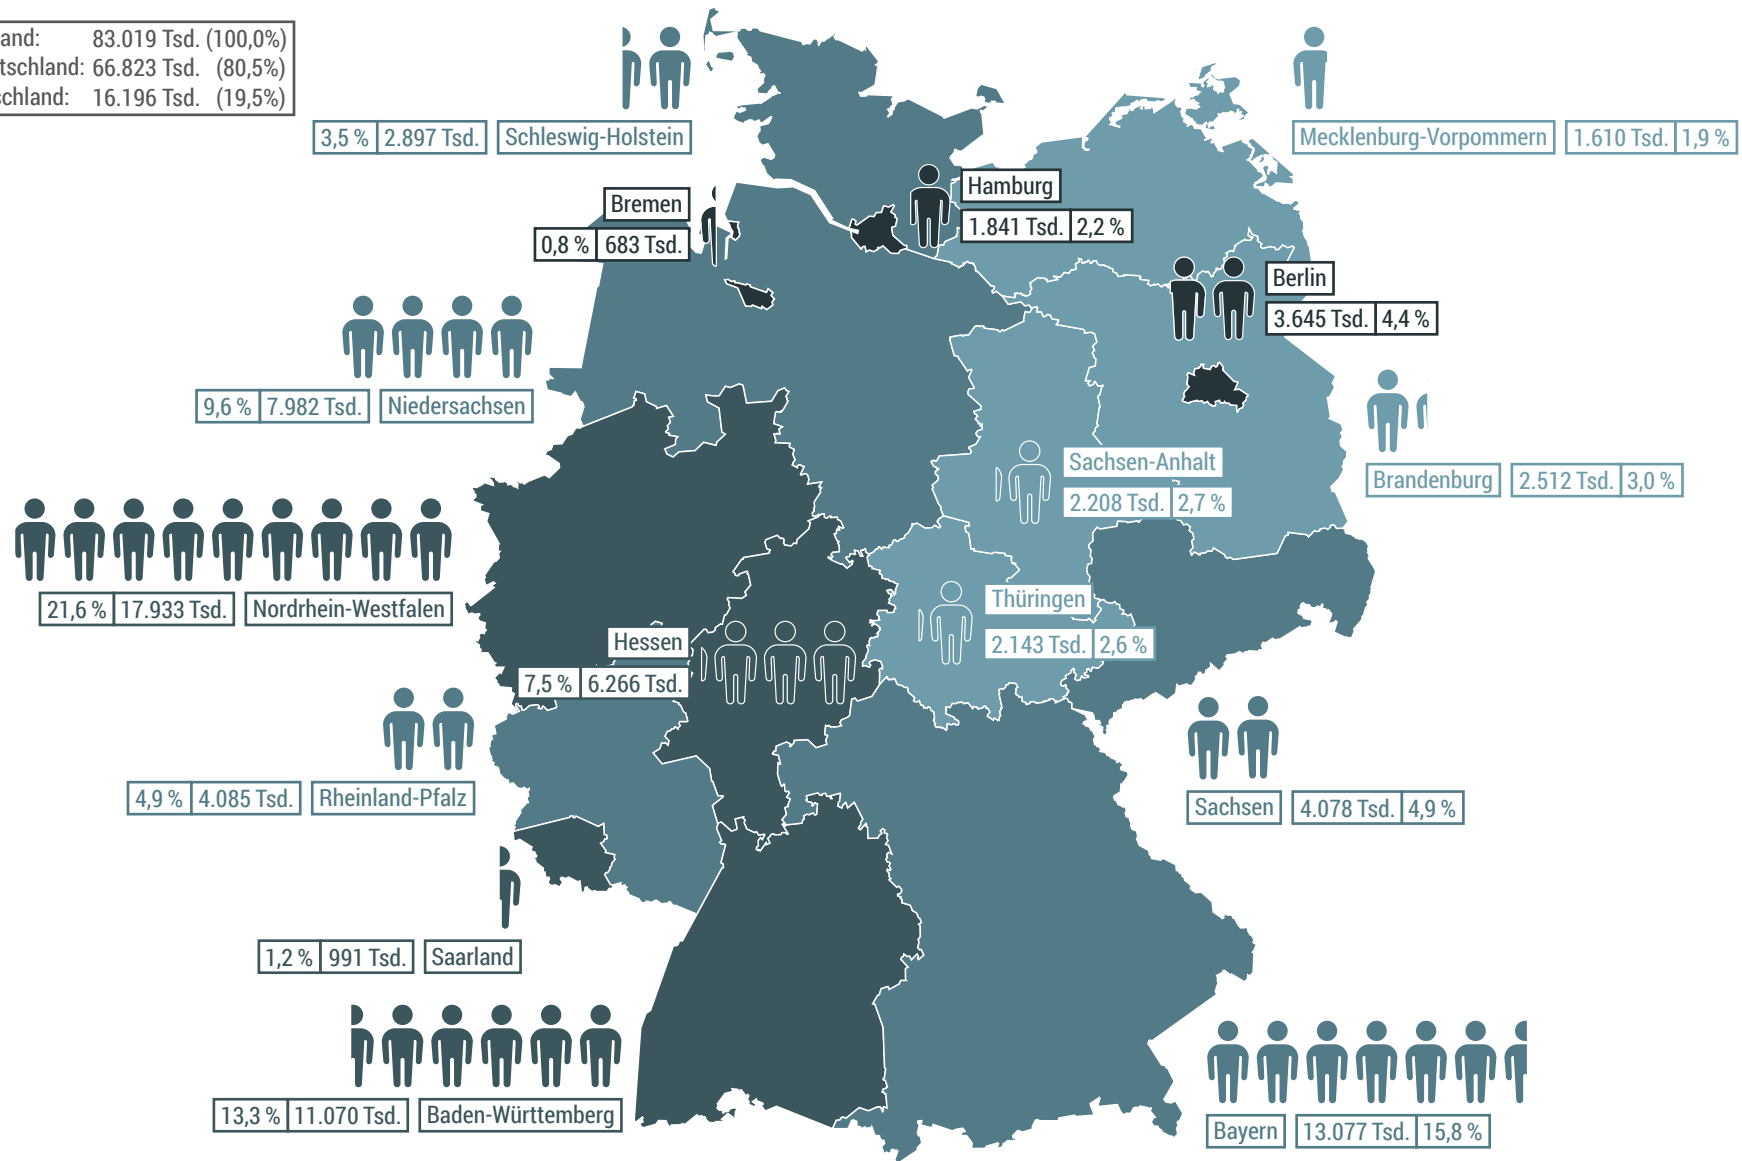 83.019 Tsd. (100,0%)
66.823 Tsd. (80,5%)
16.196 Tsd. (19,5%)
3,5 % 2.897 Tsd. Schleswig-Holstein
Mecklenburg-Vorpommern 1.610 Tsd. 1,9 %
Bremen
0,8 % 683 Tsd.
Hamburg
1.841 Tsd. 2,2 %
Berlin
3.645 Tsd. 4,4 %
9,6 % 7.982 Tsd. Niedersachsen
Brandenburg 2.512 Tsd. 3,0 %
Sachsen-Anhalt
2.208 Tsd. 2,7 %
21,6 % 17.933 Tsd. Nordrhein-Westfalen
Thüringen
2.143 Tsd. 2,6 %
Hessen
7,5 % 6.266 Tsd.
4,9 % 4.085 Tsd. Rheinland-Pfalz
Sachsen 4.078 Tsd. 4,9 %
1,2 % 991 Tsd. Saarland
13,3 % 11.070 Tsd. Baden-Württemberg
Bayern 13.077 Tsd. 15,8 %